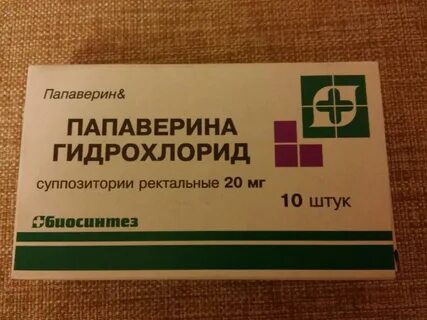 Папаверин&
ПАПАВЕРИНА
ГИДРОХЛОРИД
суппозитории ректальные 20 мг
10 штук
биосинтез